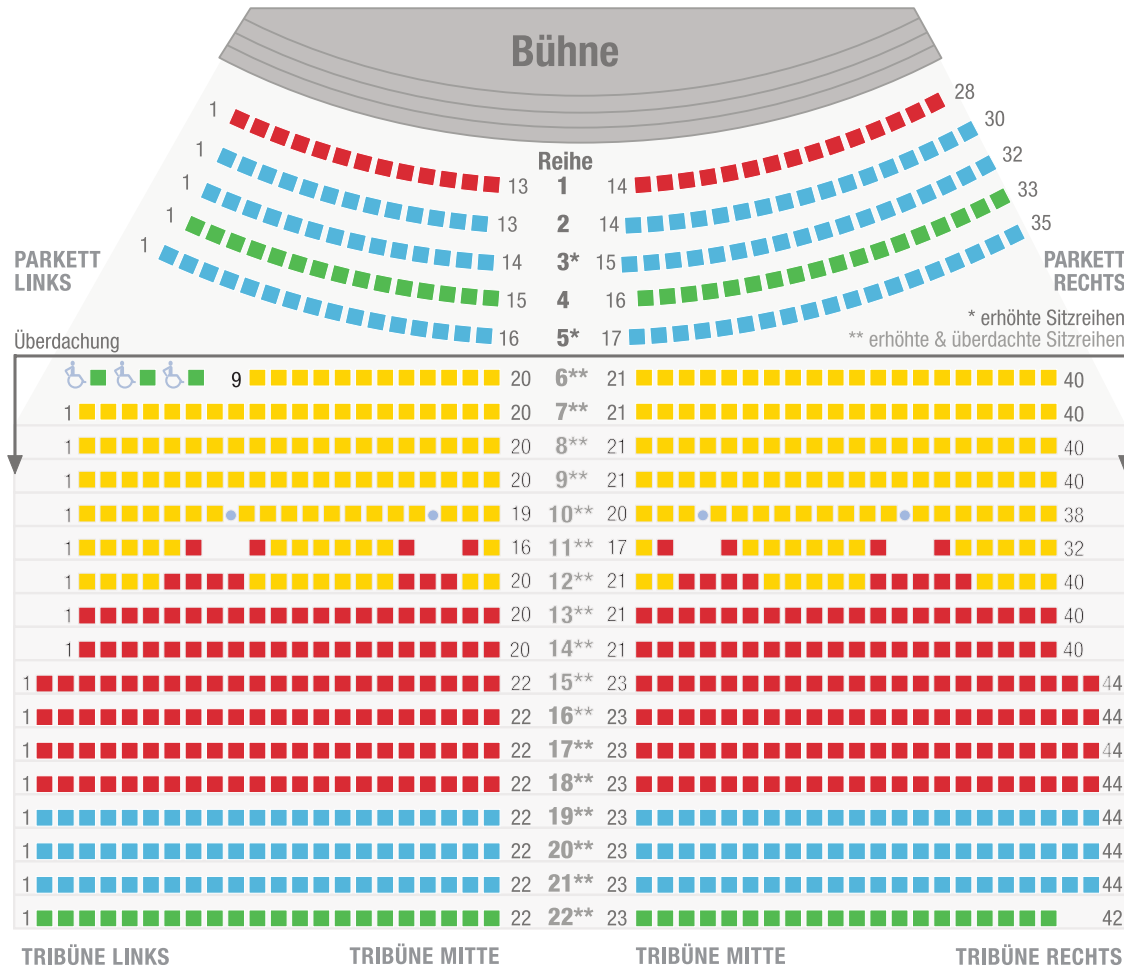 Bühne
1 28
1 30
1 32
1 33
1 35
Reihe
13 1 14
13 2 14
14 3* 15
15 4 16
16 5* 17
PARKETT
LINKS
PARKETT
RECHTS
* erhöhte Sitzreihen
** erhöhte & überdachte Sitzreihen
Überdachung
9 20 6** 21 40
1 20 7** 21 40
1 20 8** 21 40
1 20 9** 21 40
1 19 10** 20 38
1 16 11** 17 32
1 20 12** 21 40
1 20 13** 21 40
1 20 14** 21 40
1 22 15** 23 44
1 22 16** 23 44
1 22 17** 23 44
1 22 18** 23 44
1 22 19** 23 44
1 22 20** 23 44
1 22 21** 23 44
1 22 22** 23 42
TRIBÜNE LINKS TRIBÜNE MITTE TRIBÜNE MITTE TRIBÜNE RECHTS